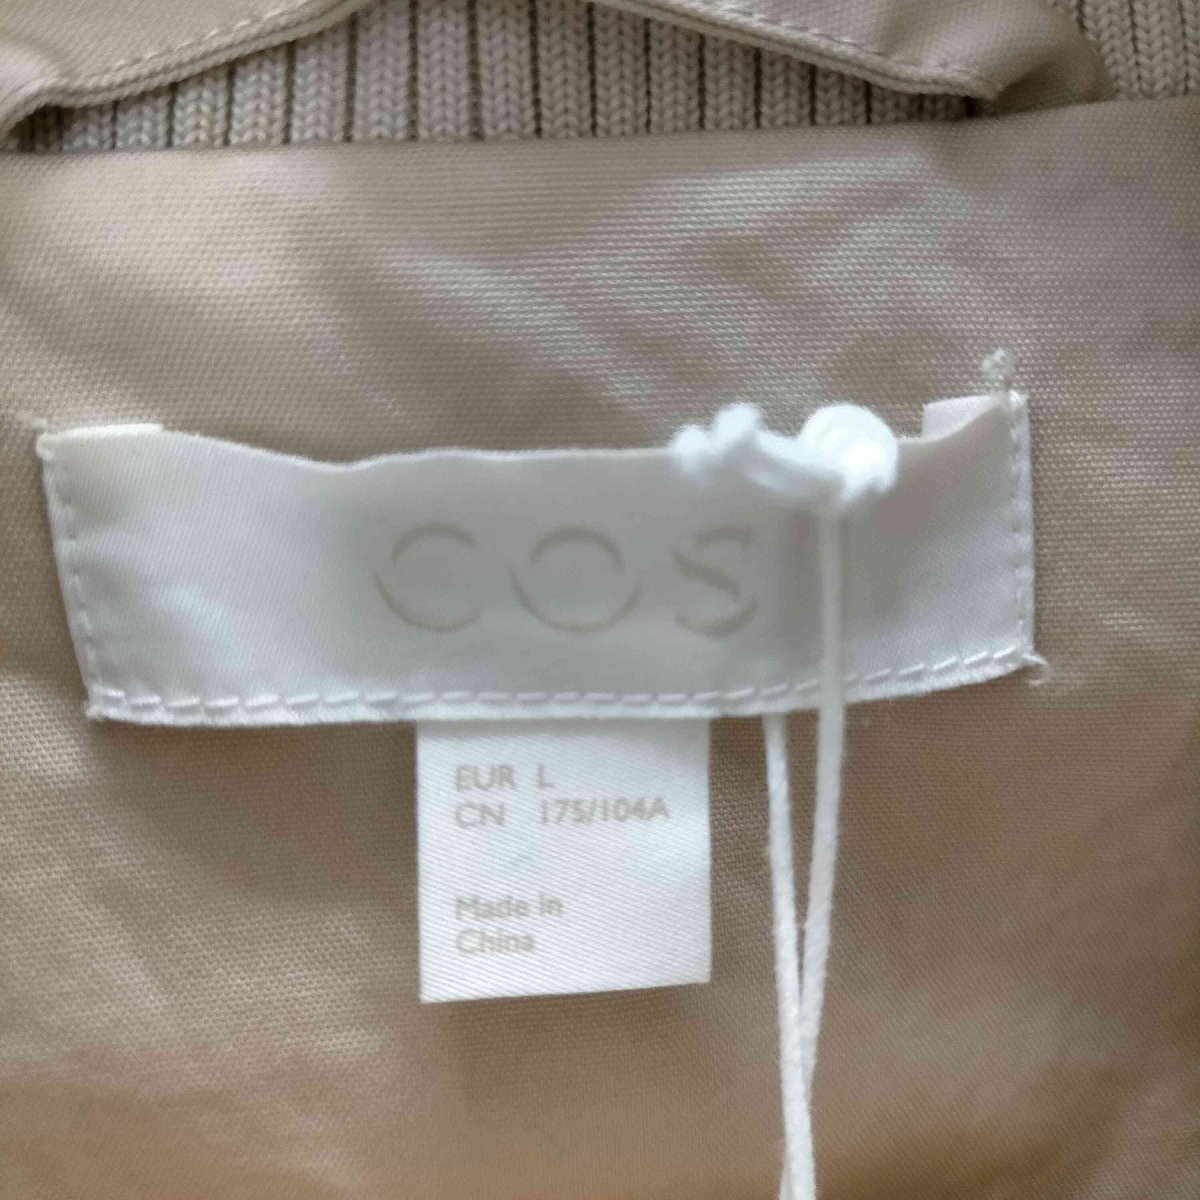 COS
EUR L
CN 175/104A
Made in
China